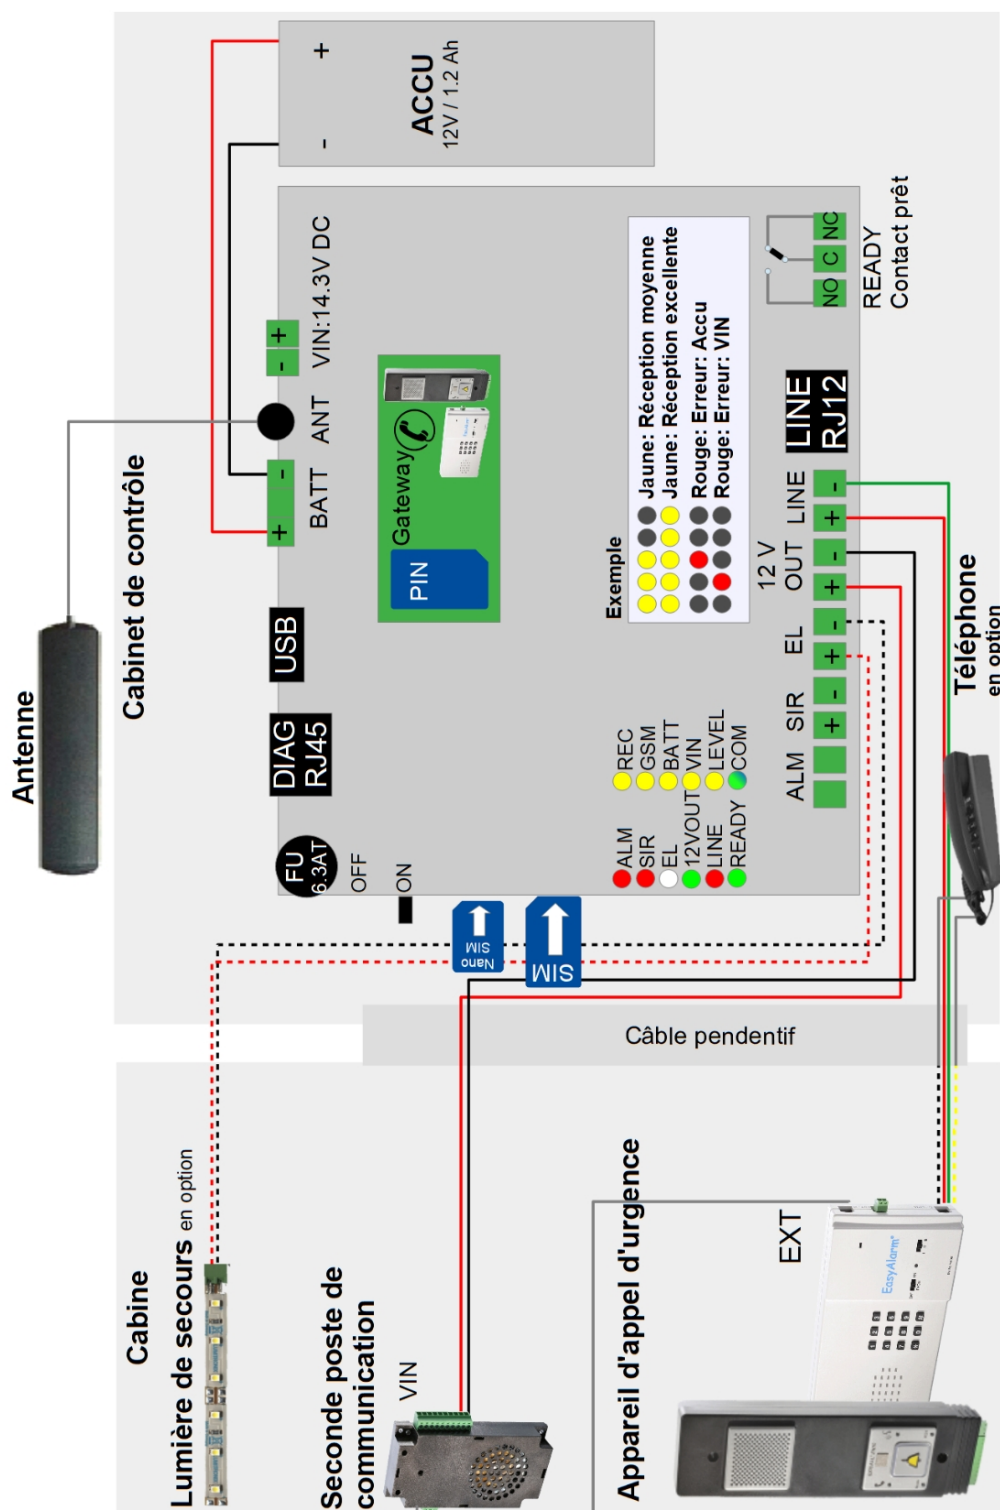 Antenne
Cabinet de contrôle
+
-
ACCU
12V / 1.2 Ah
FU
6.3AT
OFF
ON
DIAG
RJ45
USB
+
-
BATT
ANT
-
+
VIN:14.3V DC
PIN
Gateway
Nano
SIM
SIM
Exemple
Jaune: Réception moyenne
Jaune: Réception excellente
Rouge: Erreur: Accu
Rouge: Erreur: VIN
ALM
SIR
EL
12VOUT
LINE
READY
REC
GSM
BATT
VIN
LEVEL
COM
ALM
SIR
EL
12 V
OUT
LINE
+
-
+
-
+
-
+
-
LINE
RJ12
NO
C
NC
READY
Contact prêt
Téléphone
en option
Câble pendentif
Cabine
Lumière de secours en option
Seconde poste de
communication
VIN
Appareil d'appel d'urgence
EXT
EasyAlarm